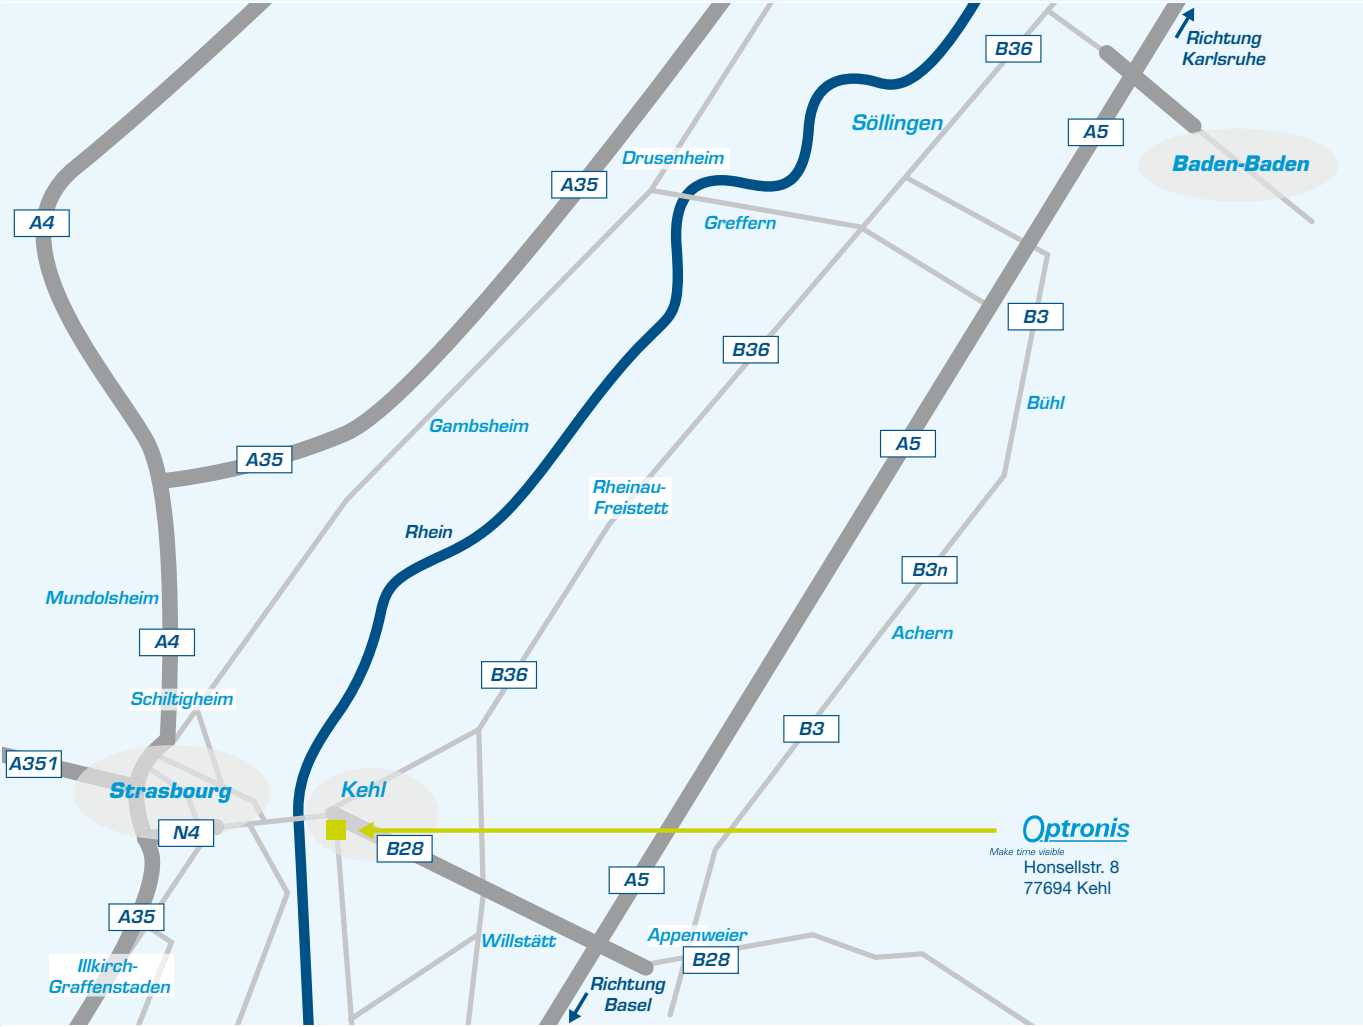 Richtung
Karlsruhe
B36
Söllingen
A5
Baden-Baden
Drusenheim
A35
A4
Greffern
B3
B36
Bühl
Gambsheim
A5
A35
Rheinau-
Freistett
Rhein
B3n
Mundolsheim
Achern
A4
B36
Schiltigheim
B3
A351
Strasbourg
Kehl
N4
B28
Optronis
Make time visible
Honsellstr. 8
77694 Kehl
A5
A35
Willstätt
Appenweier
B28
Illkirch-
Graffenstaden
Richtung
Basel